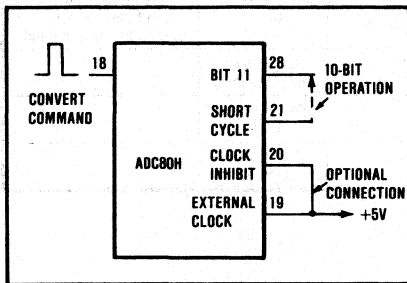 18
CONVERT
COMMAND
ADC80H
BIT 11
28
10-BIT
OPERATION
SHORT
CYCLE
21
CLOCK
INHIBIT
20
OPTIONAL
CONNECTION
EXTERNAL
CLOCK
19
+5V